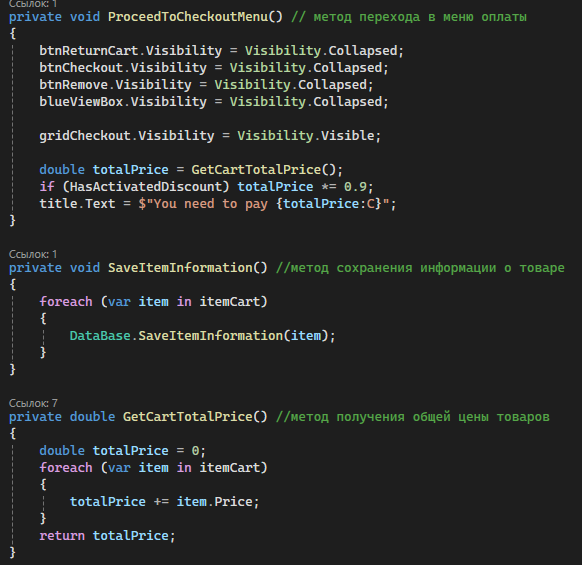 Ссылок: 1
private void ProceedToCheckoutMenu() // метод перехода в меню оплаты
{
    btnReturnCart.Visibility = Visibility.Collapsed;
    btnCheckout.Visibility = Visibility.Collapsed;
    btnRemove.Visibility = Visibility.Collapsed;
    blueViewBox.Visibility = Visibility.Collapsed;

    gridCheckout.Visibility = Visibility.Visible;

    double totalPrice = GetCartTotalPrice();
    if (HasActivatedDiscount) totalPrice *= 0.9;
    title.Text = $"You need to pay {totalPrice:C}";
}

Ссылок: 1
private void SaveItemInformation() //метод сохранения информации о товаре
{
    foreach (var item in itemCart)
    {
        DataBase.SaveItemInformation(item);
    }
}

Ссылок: 7
private double GetCartTotalPrice() //метод получения общей цены товаров
{
    double totalPrice = 0;
    foreach (var item in itemCart)
    {
        totalPrice += item.Price;
    }
    return totalPrice;
}